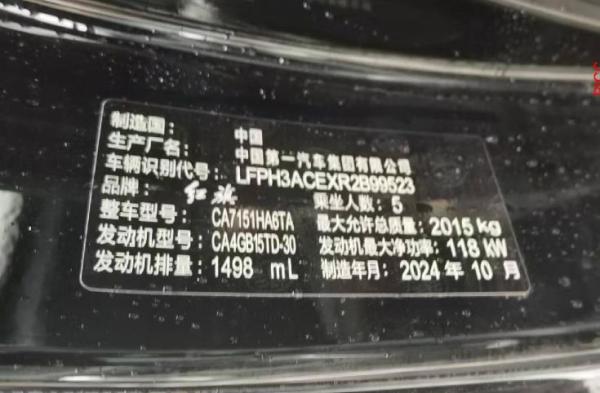 制造国： 中国
生产厂名： 中国第一汽车集团有限公司
车辆识别代号： LFPH3ACEXR2B99523
品牌： 红旗 乘坐人数：5
整车型号： CA7151HA6TA 最大允许总质量：2015 kg
发动机型号：CA4GB15TD-30 发动机最大净功率：118 kW
发动机排量：1498 mL 制造年月：2024 年 10 月